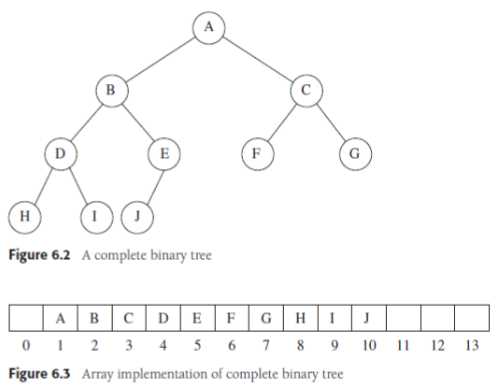 A
B C
D E F G
H I J
Figure 6.2 A complete binary tree
A B C D E F G H I J
0 1 2 3 4 5 6 7 8 9 10 11 12 13
Figure 6.3 Array implementation of complete binary tree